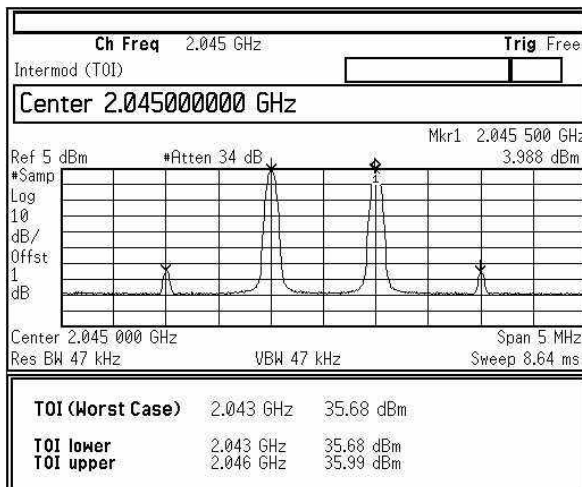 Ch Freq 2.045 GHz Trig Free
Intermod (TOI)
Center 2.045000000 GHz
Mkr1 2.045 500 GHz
Ref 5 dBm #Atten 34 dB 3.988 dBm
#Samp
Log
10
dB/
Offst
1
dB
1
Center 2.045 000 GHz Span 5 MHz
Res BW 47 kHz VBW 47 kHz Sweep 8.64 ms
TOI (Worst Case) 2.043 GHz 35.68 dBm
TOI lower 2.043 GHz 35.68 dBm
TOI upper 2.046 GHz 35.99 dBm